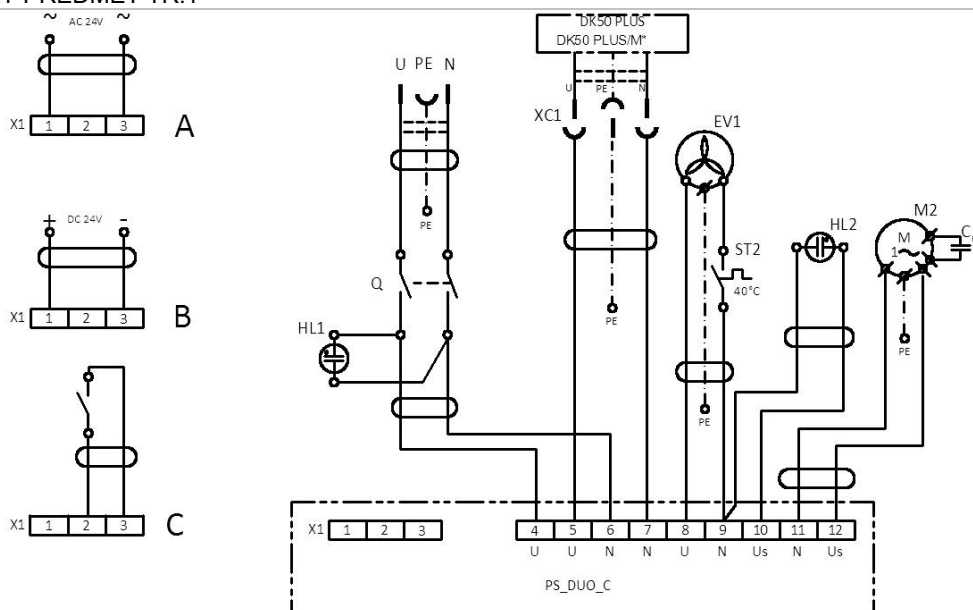 ~ AC 24V ~
X1 1 2 3 A
+ DC 24V -
X1 1 2 3 B
X1 1 2 3 C
DK50 PLUS
DK50 PLUS/M*
U PE N
U PE N
XC1
EV1
PE
Q
HL1
ST2
40°C
HL2
M2
M
1~
PE
PE
PE
X1 1 2 3
4 5 6 7 8 9 10 11 12
U U N N U N Us N Us
PS_DUO_C